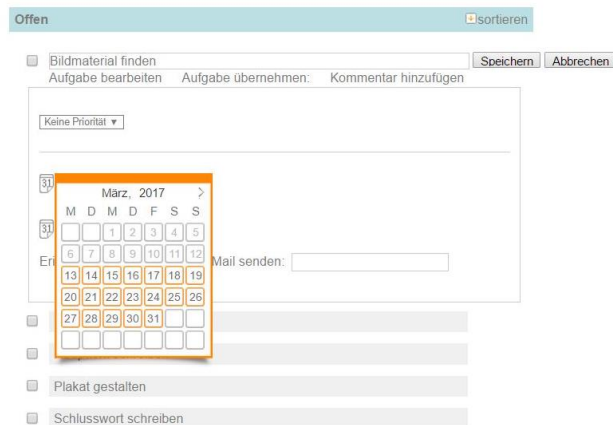 Offen sortieren
Bildmaterial finden Speichern Abbrechen
Aufgabe bearbeiten Aufgabe übernehmen: Kommentar hinzufügen
Keine Priorität ▼
31
März, 2017
M D M D F S S
1 2 3 4 5
31
6 7 8 9 10 11 12
Eri Mail senden:
13 14 15 16 17 18 19
20 21 22 23 24 25 26
27 28 29 30 31
Plakat gestalten
Schlusswort schreiben